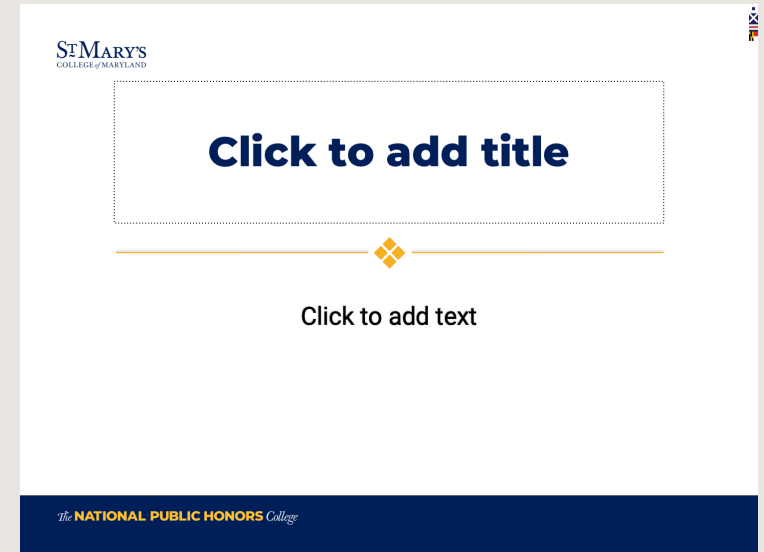 ST MARY'S
COLLEGE of MARYLAND
Click to add title
Click to add text
The NATIONAL PUBLIC HONORS College